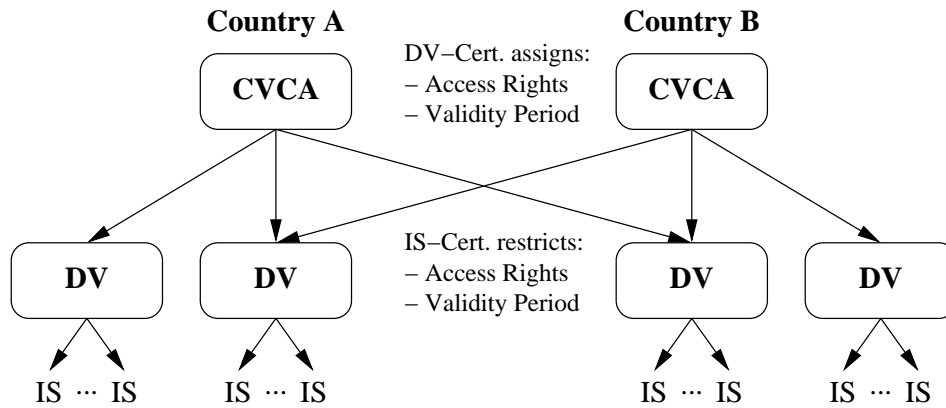 Country A
Country B
DV–Cert. assigns:
– Access Rights
– Validity Period
CVCA
CVCA
IS–Cert. restricts:
– Access Rights
– Validity Period
DV
DV
DV
DV
IS ··· IS
IS ··· IS
IS ··· IS
IS ··· IS